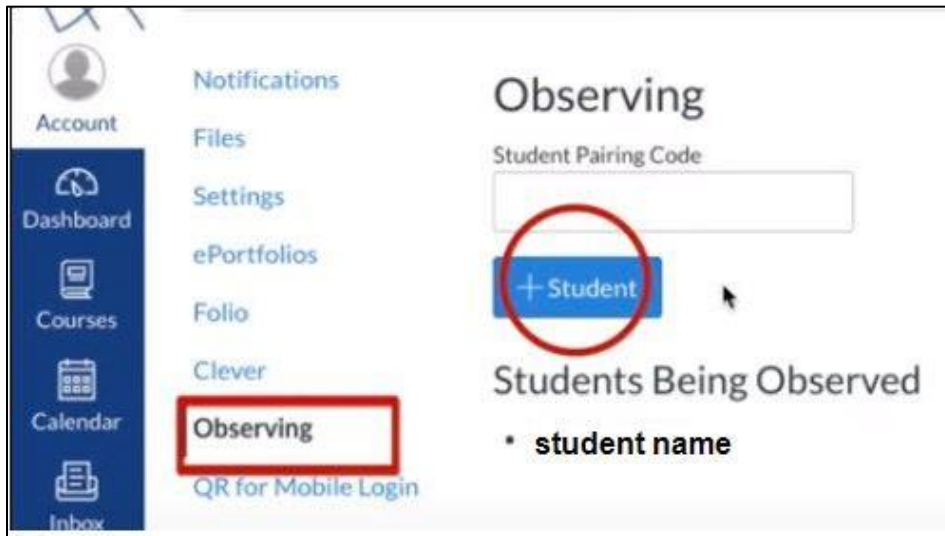 Account
Dashboard
Courses
Calendar
Inbox
Notifications
Files
Settings
ePortfolios
Folio
Clever
Observing
QR for Mobile Login
Observing
Student Pairing Code
+ Student
Students Being Observed
• student name